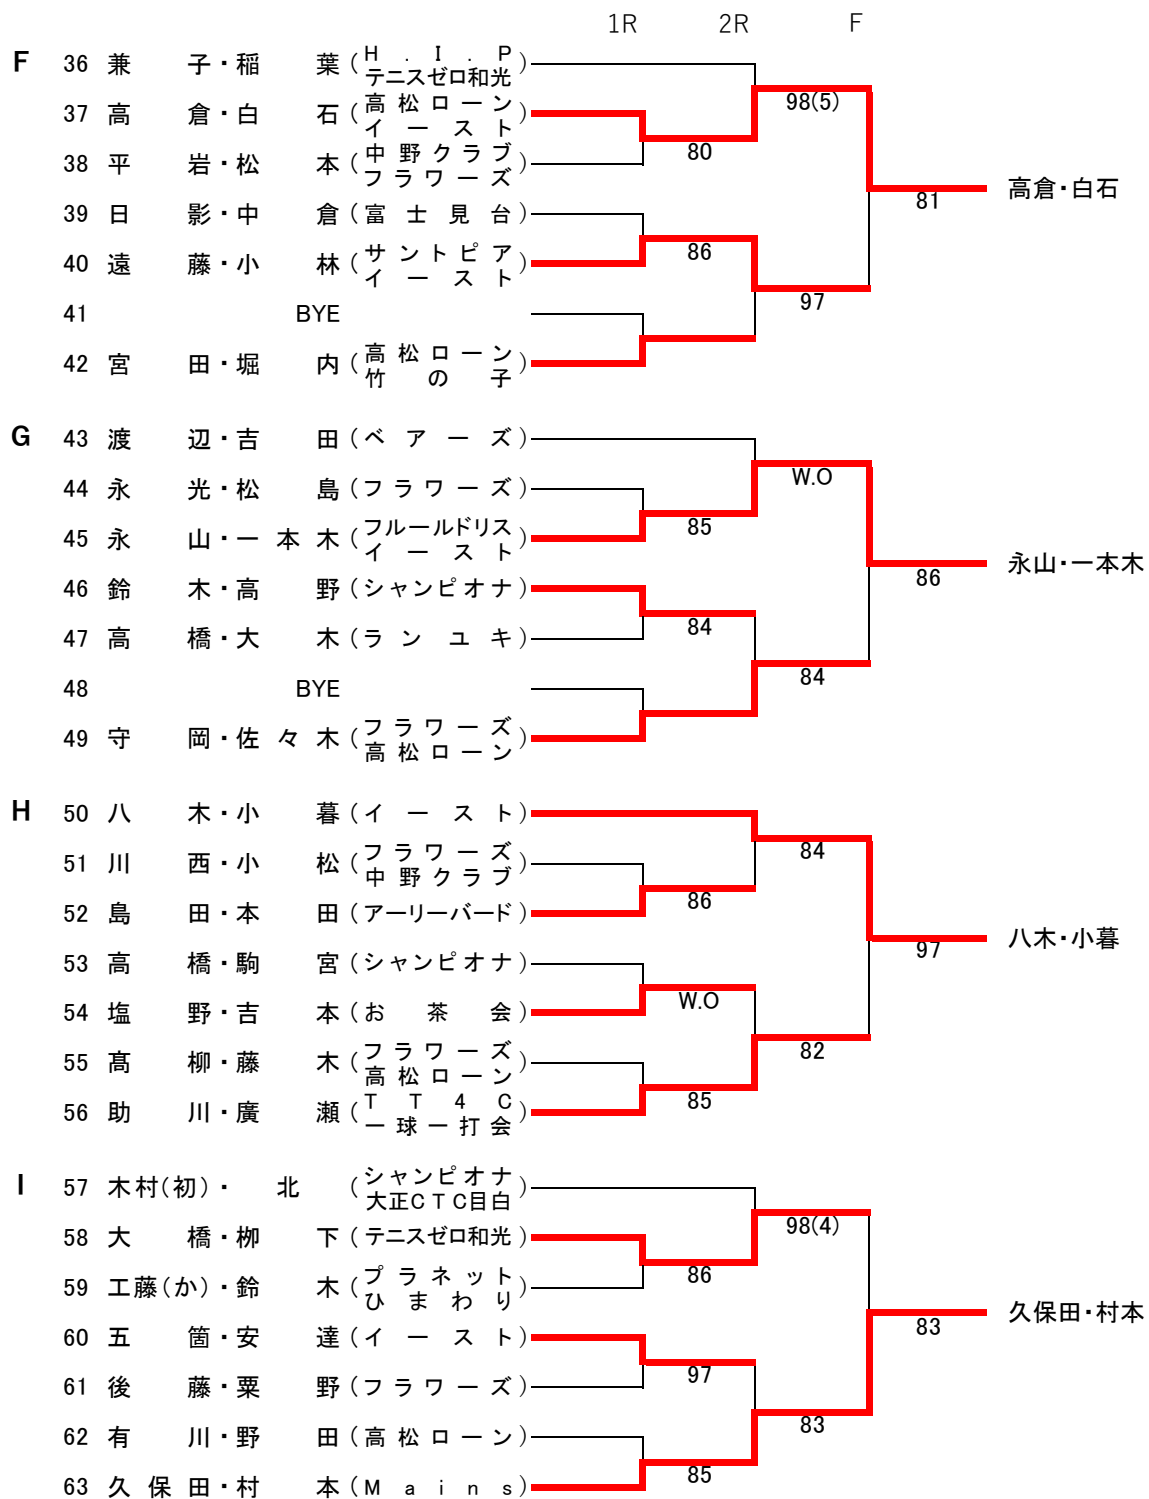 1R 2R F
F 36 兼子・稲葉 (H.I.P
テニスゼロ和光)
98(5)
37 高倉・白石 (高松ローン
イースト)
80
38 平岩・松本 (中野クラブ
フラワーズ)
81 高倉・白石
39 日影・中倉 (富士見台)
86
40 遠藤・小林 (サントピア
イースト)
97
41 BYE
42 宮田・堀内 (高松ローン
竹の子)
G 43 渡辺・吉田 (ベアーズ)
W.O
44 永光・松島 (フラワーズ)
85
45 永山・一本木 (フルールドリス
イースト)
86 永山・一本木
46 鈴木・高野 (シャンピオナ)
84
47 高橋・大木 (ランユキ)
84
48 BYE
49 守岡・佐々木 (フラワーズ
高松ローン)
H 50 八木・小暮 (イースト)
84
51 川西・小松 (フラワーズ
中野クラブ)
86
52 島田・本田 (アーリーバード)
97 八木・小暮
53 高橋・駒宮 (シャンピオナ)
W.O
54 塩野・吉本 (お茶会)
82
55 髙柳・藤木 (フラワーズ
高松ローン)
85
56 助川・廣瀬 (TT4C
一球一打会)
I 57 木村(初)・北 (シャンピオナ
大正CTC目白)
98(4)
58 大橋・栁下 (テニスゼロ和光)
86
59 工藤(か)・鈴木 (プラネット
ひまわり)
83 久保田・村本
60 五箇・安達 (イースト)
97
61 後藤・粟野 (フラワーズ)
83
62 有川・野田 (高松ローン)
85
63 久保田・村本 (Mains)